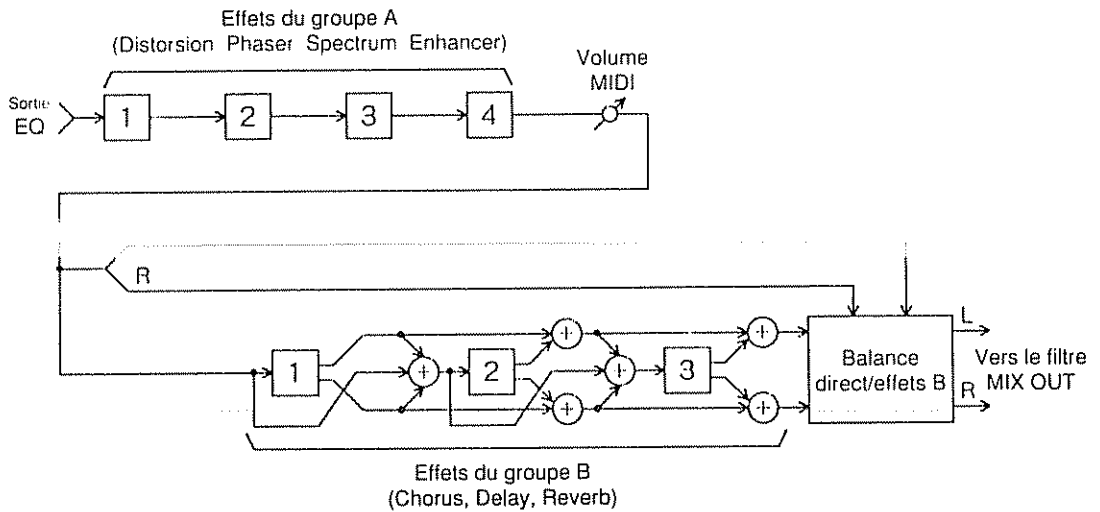 Effets du groupe A
(Distorsion Phaser Spectrum Enhancer)
Volume
MIDI
Sortie
EQ
1
2
3
4
R
+
+
+
1
+
2
+
3
+
+
Balance
direct/effets B
L
Vers le filtre
MIX OUT
R
Effets du groupe B
(Chorus, Delay, Reverb)